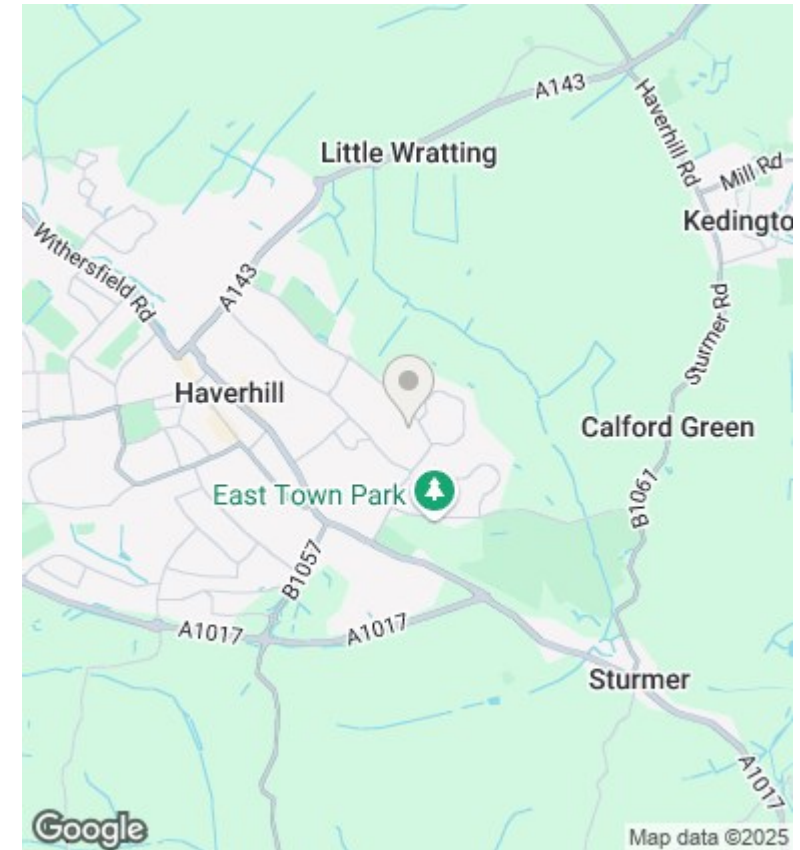 A143
Haverhill Rd
Little Wratting
Mill Rd
Kedingto
Withersfield Rd
A143
Sturmer Rd
Haverhill
Calford Green
East Town Park
B1061
B1057
A1017
A1017
Sturmer
A1017
Google
Map data ©2025